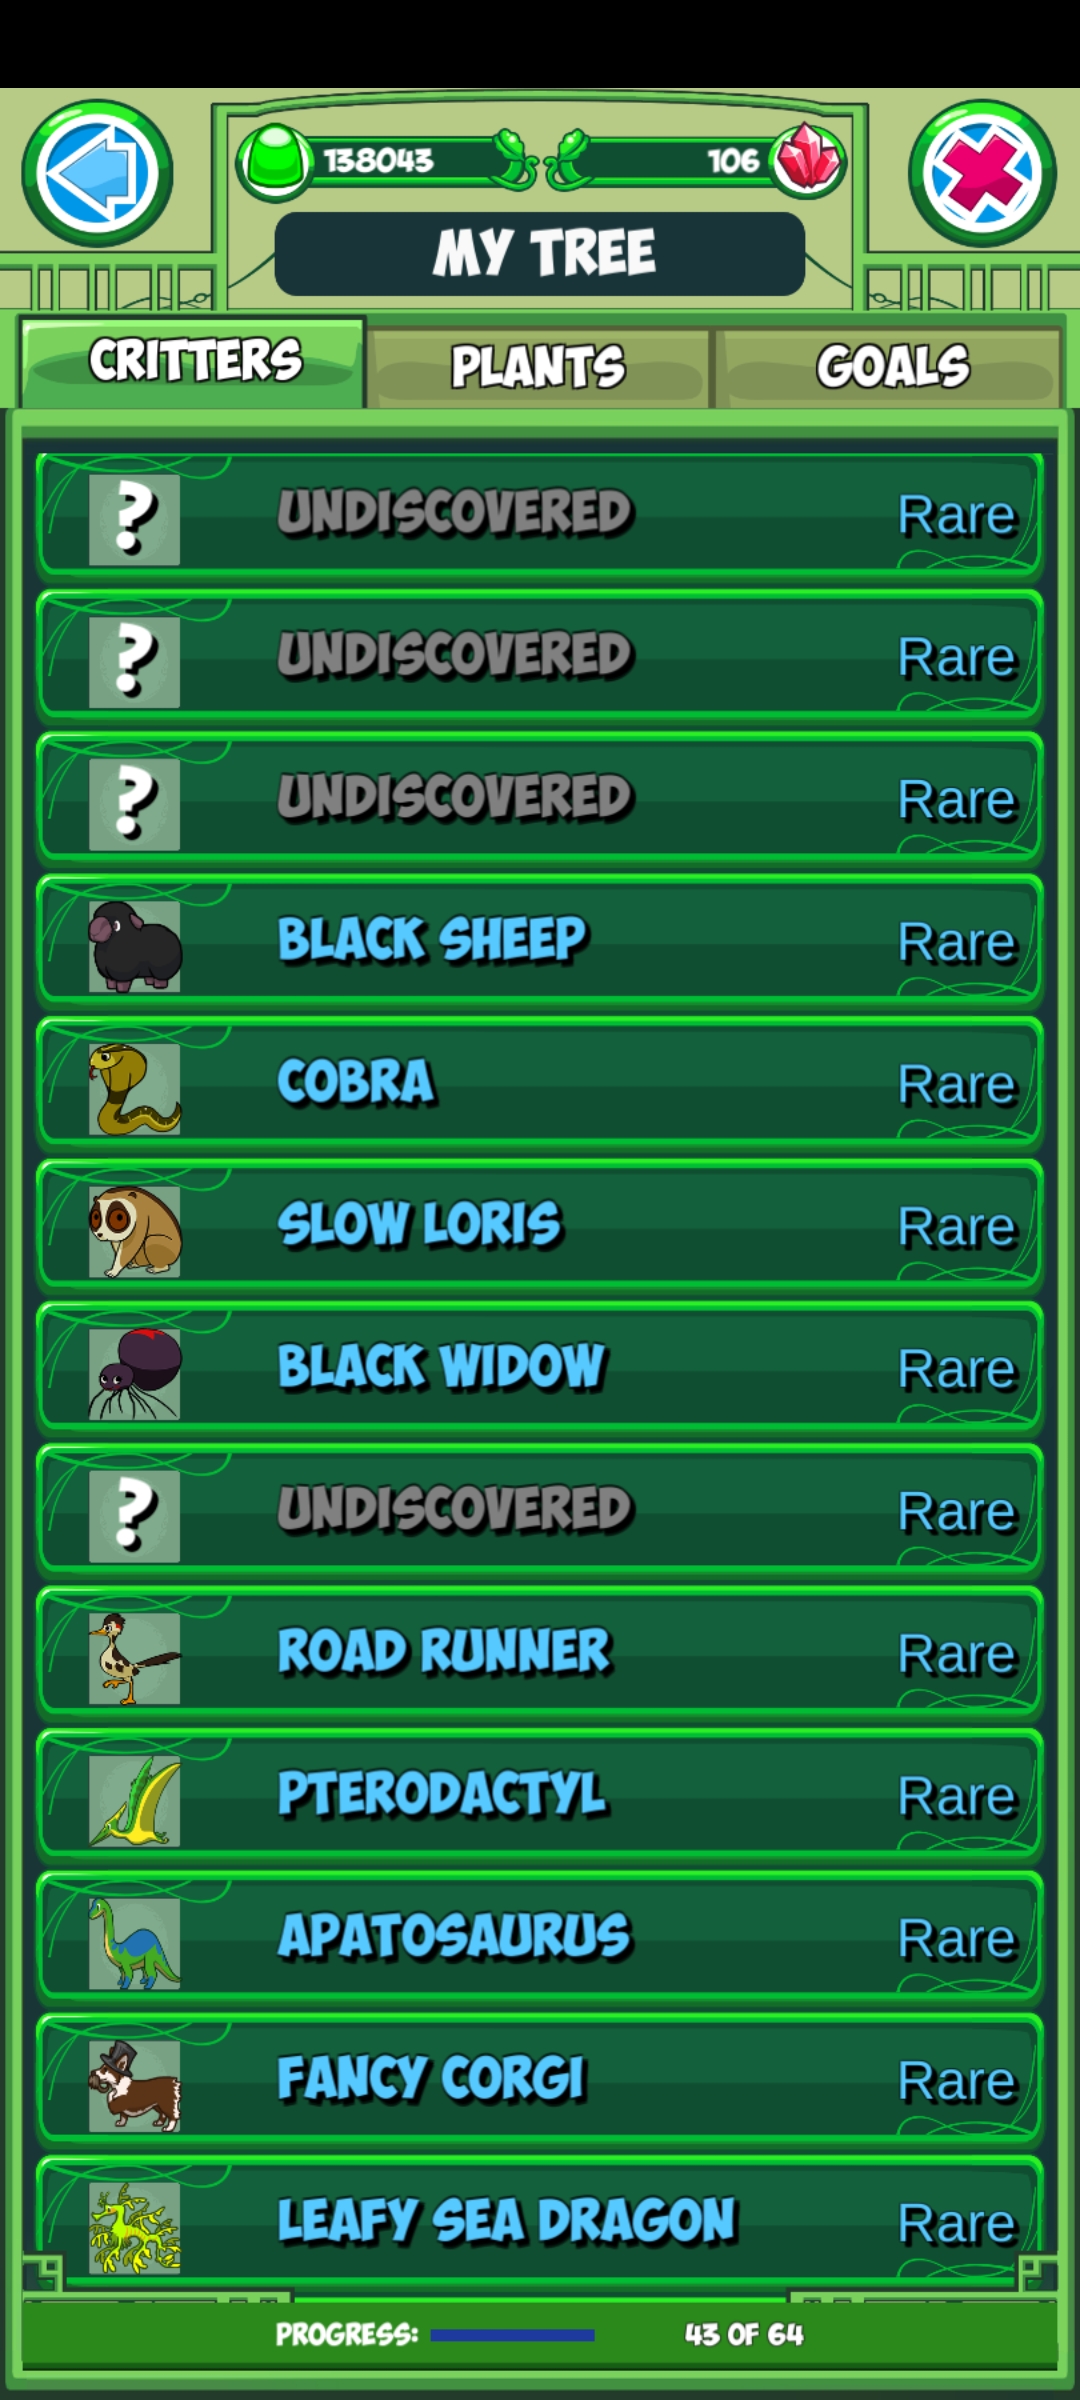 138043
106
MY TREE
CRITTERS
PLANTS
GOALS
? UNDISCOVERED Rare
? UNDISCOVERED Rare
? UNDISCOVERED Rare
BLACK SHEEP Rare
COBRA Rare
SLOW LORIS Rare
BLACK WIDOW Rare
? UNDISCOVERED Rare
ROAD RUNNER Rare
PTERODACTYL Rare
APATOSAURUS Rare
FANCY CORGI Rare
LEAFY SEA DRAGON Rare
PROGRESS: 43 OF 64